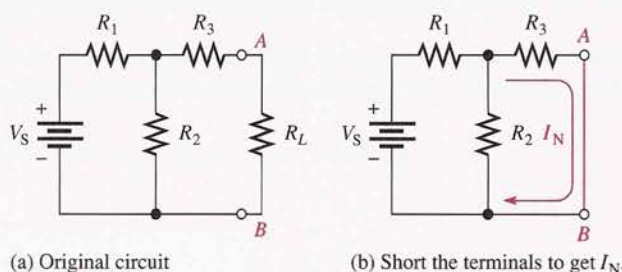 R1 R3 A
+
VS
−
R2
RL
B
(a) Original circuit
R1 R3 A
+
VS
−
R2 IN
B
(b) Short the terminals to get IN.